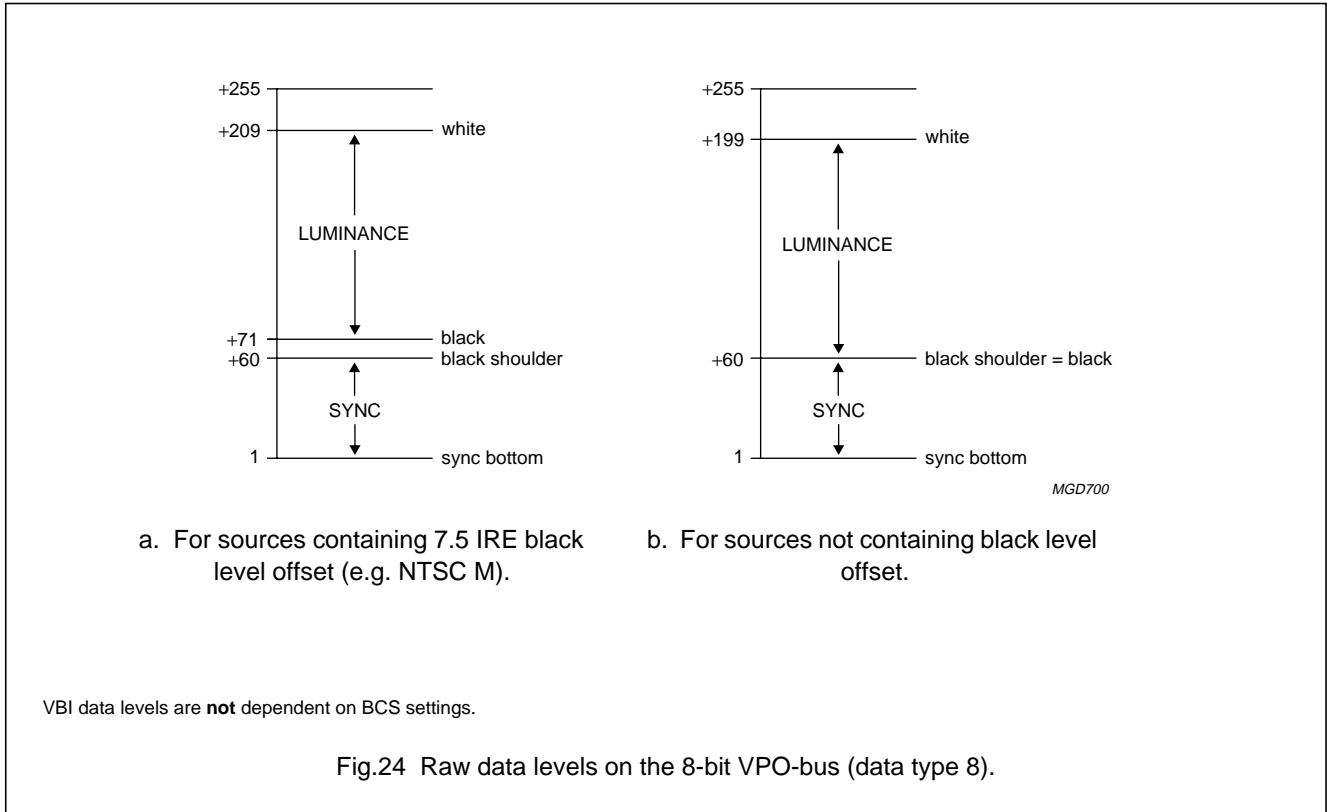 +255
+209
white
LUMINANCE
+71
black
+60
black shoulder
SYNC
1
sync bottom
+255
+199
white
LUMINANCE
+60
black shoulder = black
SYNC
1
sync bottom
MGD700
a. For sources containing 7.5 IRE black
level offset (e.g. NTSC M).
b. For sources not containing black level
offset.
VBI data levels are not dependent on BCS settings.
Fig.24 Raw data levels on the 8-bit VPO-bus (data type 8).